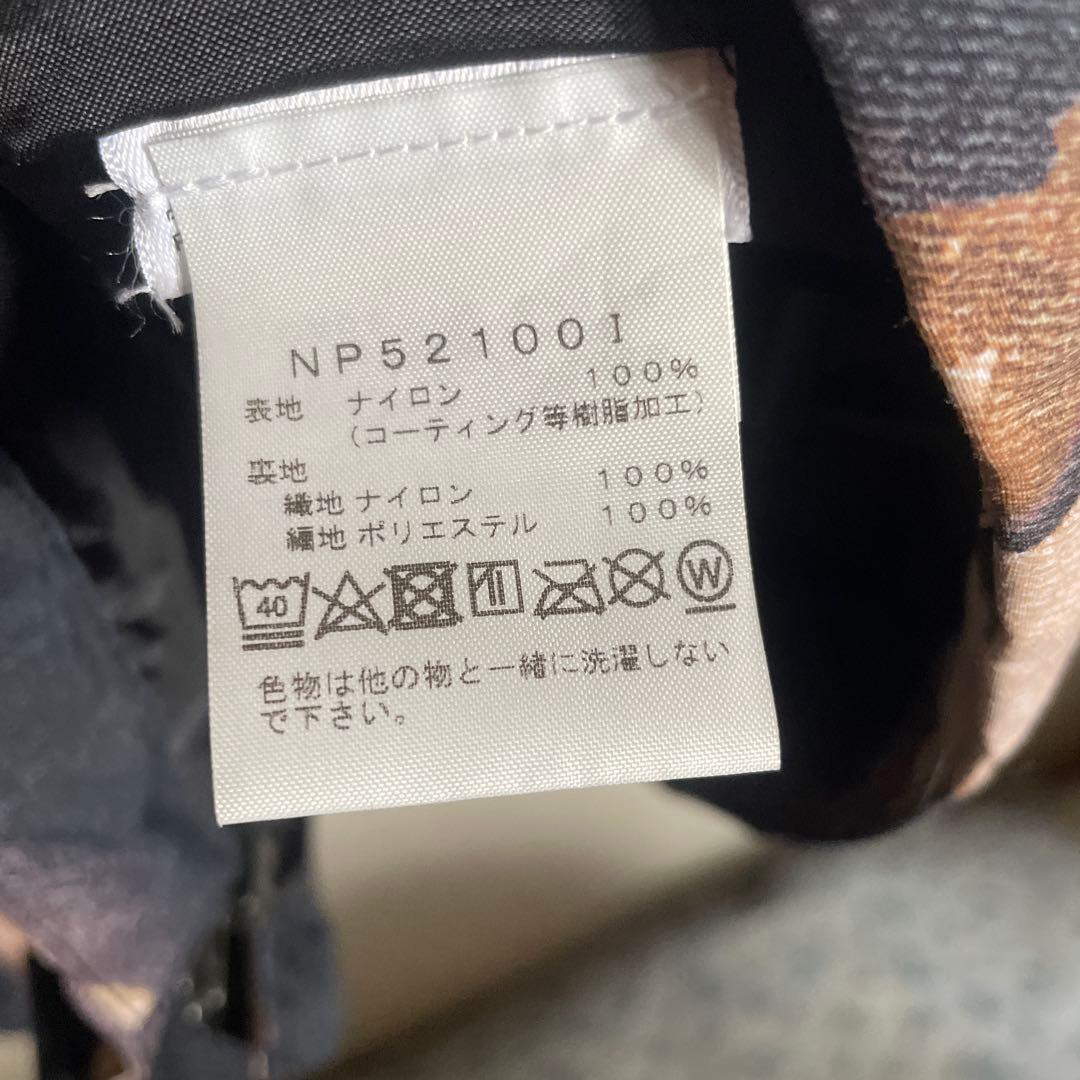 NP52100I
表地 ナイロン 100%
(コーティング等樹脂加工)
裏地
織地 ナイロン 100%
編地 ポリエステル 100%
40 W
色物は他の物と一緒に洗濯しない
で下さい。